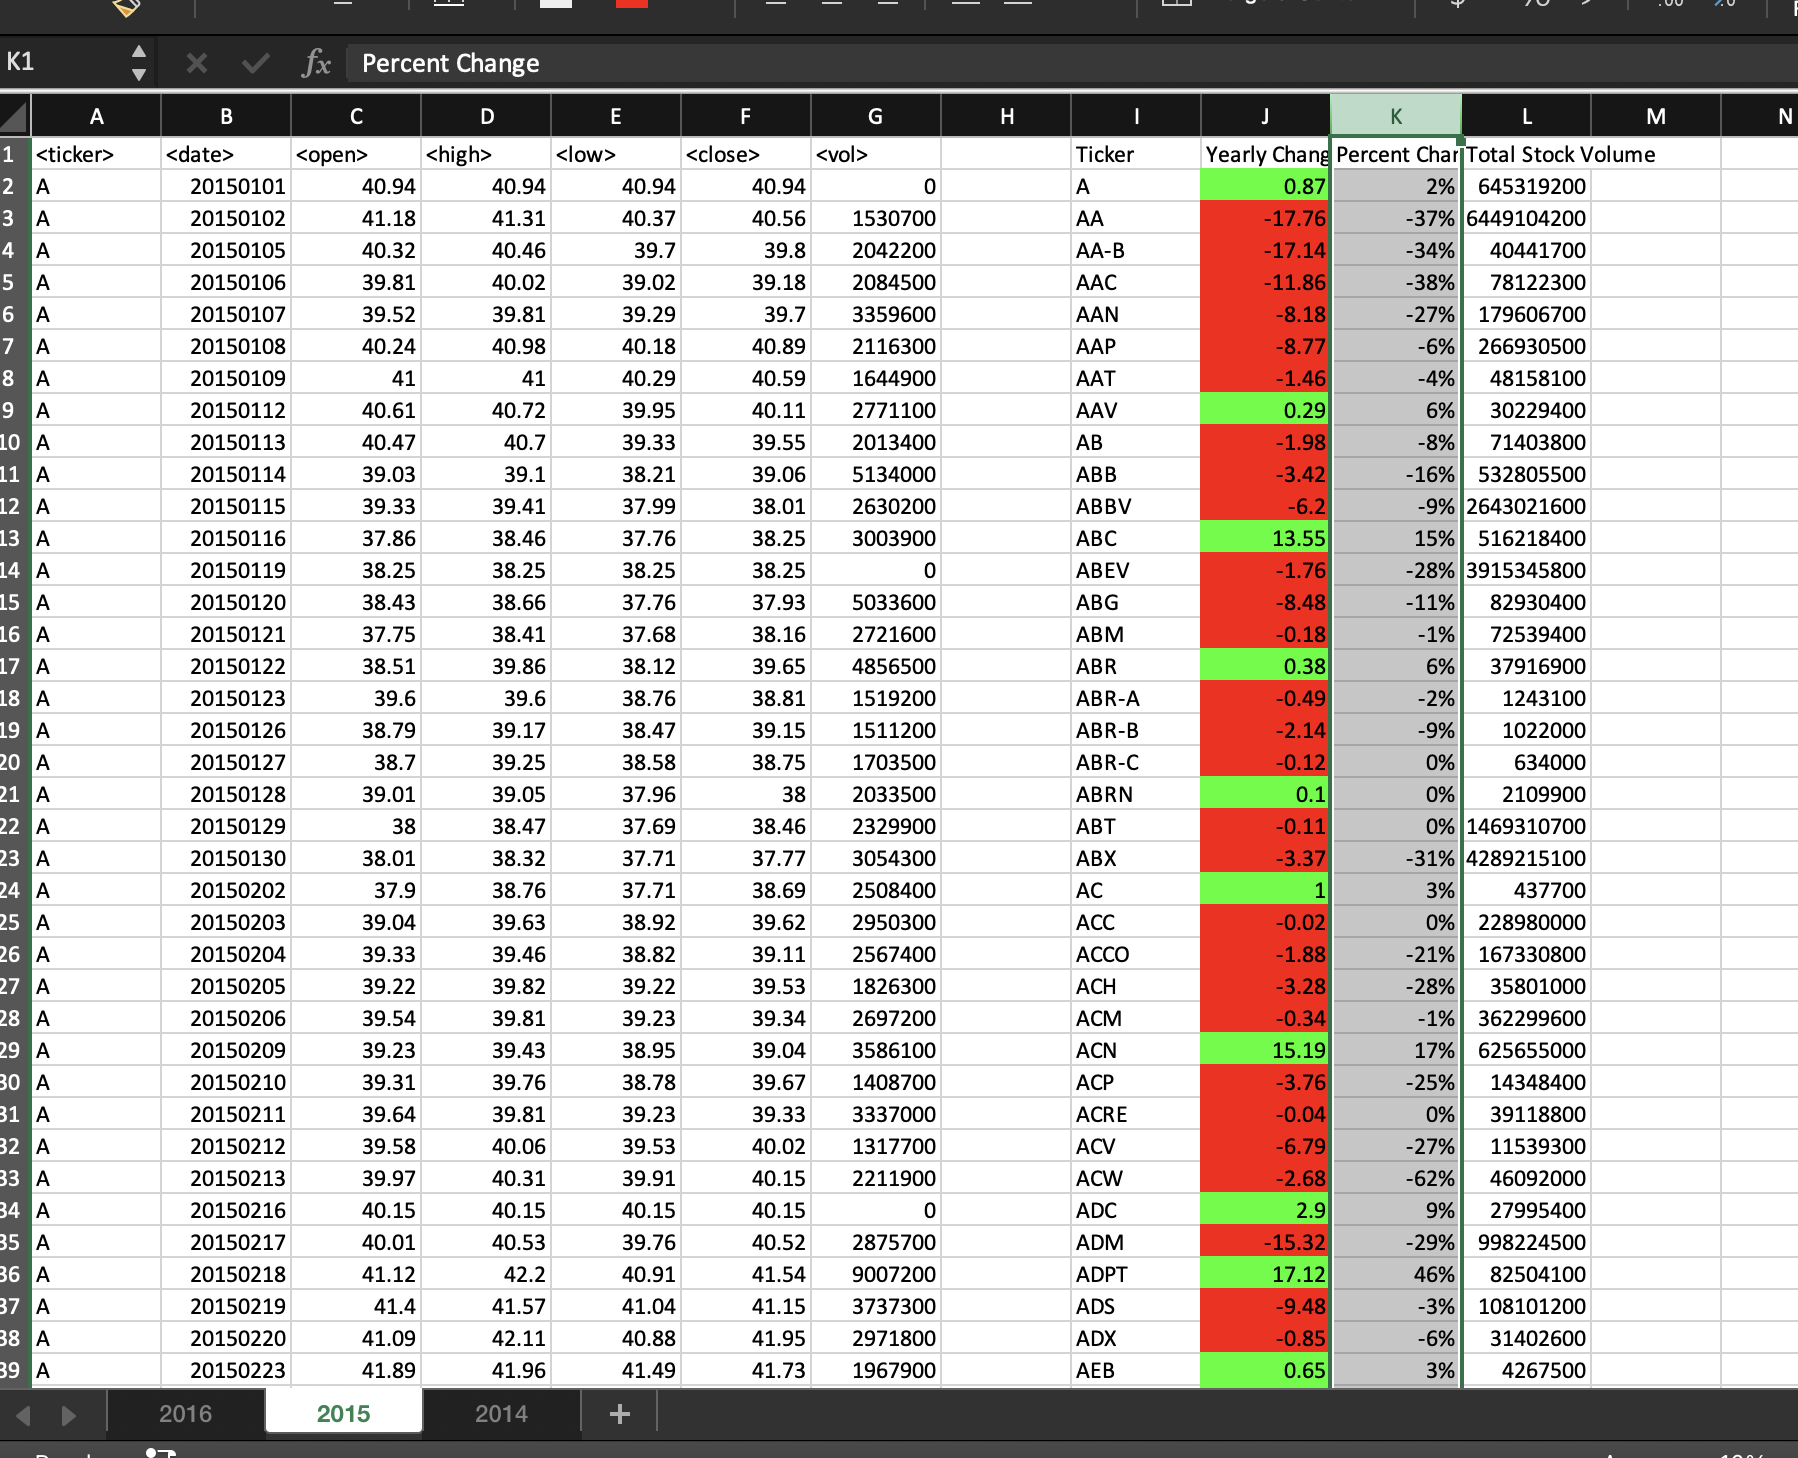 K1 fx Percent Change
A B C D E F G H I J K L M N
1 <ticker> <date> <open> <high> <low> <close> <vol> Ticker Yearly Chang Percent Char Total Stock Volume
2 A 20150101 40.94 40.94 40.94 40.94 0 A 0.87 2% 645319200
3 A 20150102 41.18 41.31 40.37 40.56 1530700 AA -17.76 -37% 6449104200
4 A 20150105 40.32 40.46 39.7 39.8 2042200 AA-B -17.14 -34% 40441700
5 A 20150106 39.81 40.02 39.02 39.18 2084500 AAC -11.86 -38% 78122300
6 A 20150107 39.52 39.81 39.29 39.7 3359600 AAN -8.18 -27% 179606700
7 A 20150108 40.24 40.98 40.18 40.89 2116300 AAP -8.77 -6% 266930500
8 A 20150109 41 41 40.29 40.59 1644900 AAT -1.46 -4% 48158100
9 A 20150112 40.61 40.72 39.95 40.11 2771100 AAV 0.29 6% 30229400
10 A 20150113 40.47 40.7 39.33 39.55 2013400 AB -1.98 -8% 71403800
11 A 20150114 39.03 39.1 38.21 39.06 5134000 ABB -3.42 -16% 532805500
12 A 20150115 39.33 39.41 37.99 38.01 2630200 ABBV -6.2 -9% 2643021600
13 A 20150116 37.86 38.46 37.76 38.25 3003900 ABC 13.55 15% 516218400
14 A 20150119 38.25 38.25 38.25 38.25 0 ABEV -1.76 -28% 3915345800
15 A 20150120 38.43 38.66 37.76 37.93 5033600 ABG -8.48 -11% 82930400
16 A 20150121 37.75 38.41 37.68 38.16 2721600 ABM -0.18 -1% 72539400
17 A 20150122 38.51 39.86 38.12 39.65 4856500 ABR 0.38 6% 37916900
18 A 20150123 39.6 39.6 38.76 38.81 1519200 ABR-A -0.49 -2% 1243100
19 A 20150126 38.79 39.17 38.47 39.15 1511200 ABR-B -2.14 -9% 1022000
20 A 20150127 38.7 39.25 38.58 38.75 1703500 ABR-C -0.12 0% 634000
21 A 20150128 39.01 39.05 37.96 38 2033500 ABRN 0.1 0% 2109900
22 A 20150129 38 38.47 37.69 38.46 2329900 ABT -0.11 0% 1469310700
23 A 20150130 38.01 38.32 37.71 37.77 3054300 ABX -3.37 -31% 4289215100
24 A 20150202 37.9 38.76 37.71 38.69 2508400 AC 1 3% 437700
25 A 20150203 39.04 39.63 38.92 39.62 2950300 ACC -0.02 0% 228980000
26 A 20150204 39.33 39.46 38.82 39.11 2567400 ACCO -1.88 -21% 167330800
27 A 20150205 39.22 39.82 39.22 39.53 1826300 ACH -3.28 -28% 35801000
28 A 20150206 39.54 39.81 39.23 39.34 2697200 ACM -0.34 -1% 362299600
29 A 20150209 39.23 39.43 38.95 39.04 3586100 ACN 15.19 17% 625655000
30 A 20150210 39.31 39.76 38.78 39.67 1408700 ACP -3.76 -25% 14348400
31 A 20150211 39.64 39.81 39.23 39.33 3337000 ACRE -0.04 0% 39118800
32 A 20150212 39.58 40.06 39.53 40.02 1317700 ACV -6.79 -27% 11539300
33 A 20150213 39.97 40.31 39.91 40.15 2211900 ACW -2.68 -62% 46092000
34 A 20150216 40.15 40.15 40.15 40.15 0 ADC 2.9 9% 27995400
35 A 20150217 40.01 40.53 39.76 40.52 2875700 ADM -15.32 -29% 998224500
36 A 20150218 41.12 42.2 40.91 41.54 9007200 ADPT 17.12 46% 82504100
37 A 20150219 41.4 41.57 41.04 41.15 3737300 ADS -9.48 -3% 108101200
38 A 20150220 41.09 42.11 40.88 41.95 2971800 ADX -0.85 -6% 31402600
39 A 20150223 41.89 41.96 41.49 41.73 1967900 AEB 0.65 3% 4267500
2016 2015 2014 +